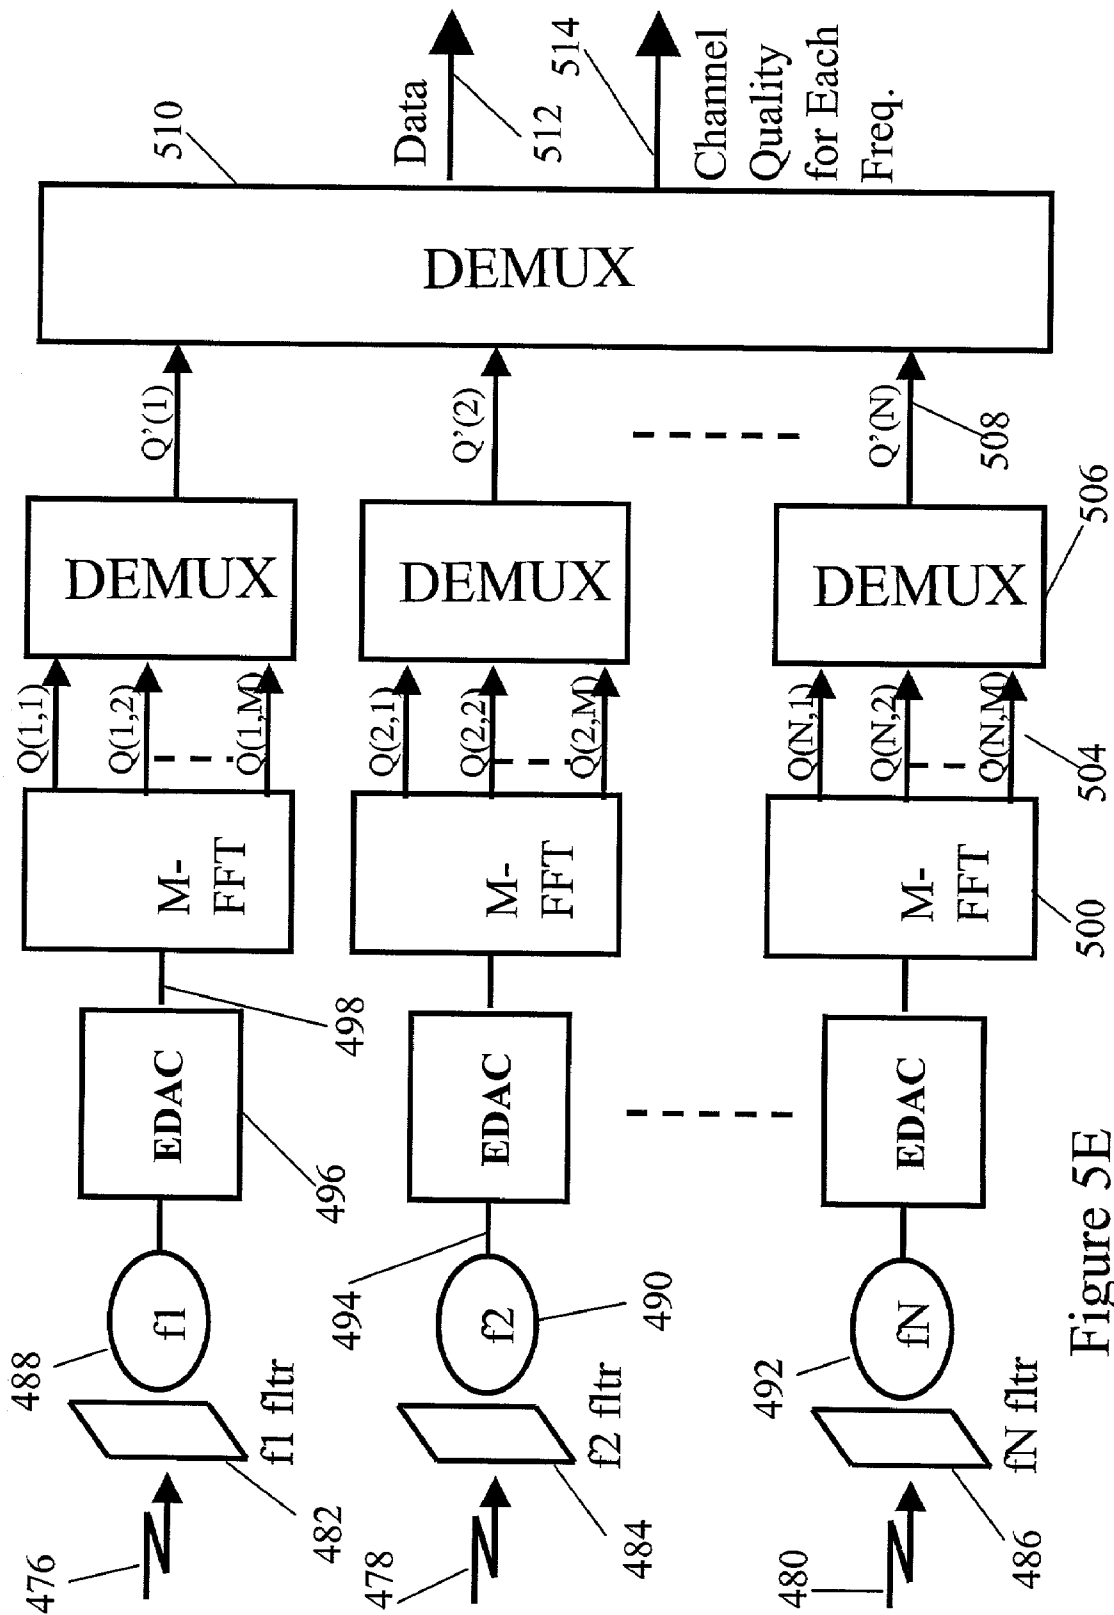 476
482
f1 fltr
488
f1
496
EDAC
498
M-
FFT
Q(1,1)
Q(1,2)
Q(1,M)
DEMUX
Q'(1)
478
484
f2 fltr
490
f2
494
EDAC
M-
FFT
Q(2,1)
Q(2,2)
Q(2,M)
DEMUX
Q'(2)
480
486
fN fltr
492
fN
EDAC
M-
FFT
500
Q(N,1)
Q(N,2)
Q(N,M)
504
DEMUX
506
Q'(N)
508
DEMUX
510
Data
512
514
Channel
Quality
for Each
Freq.
Figure 5E